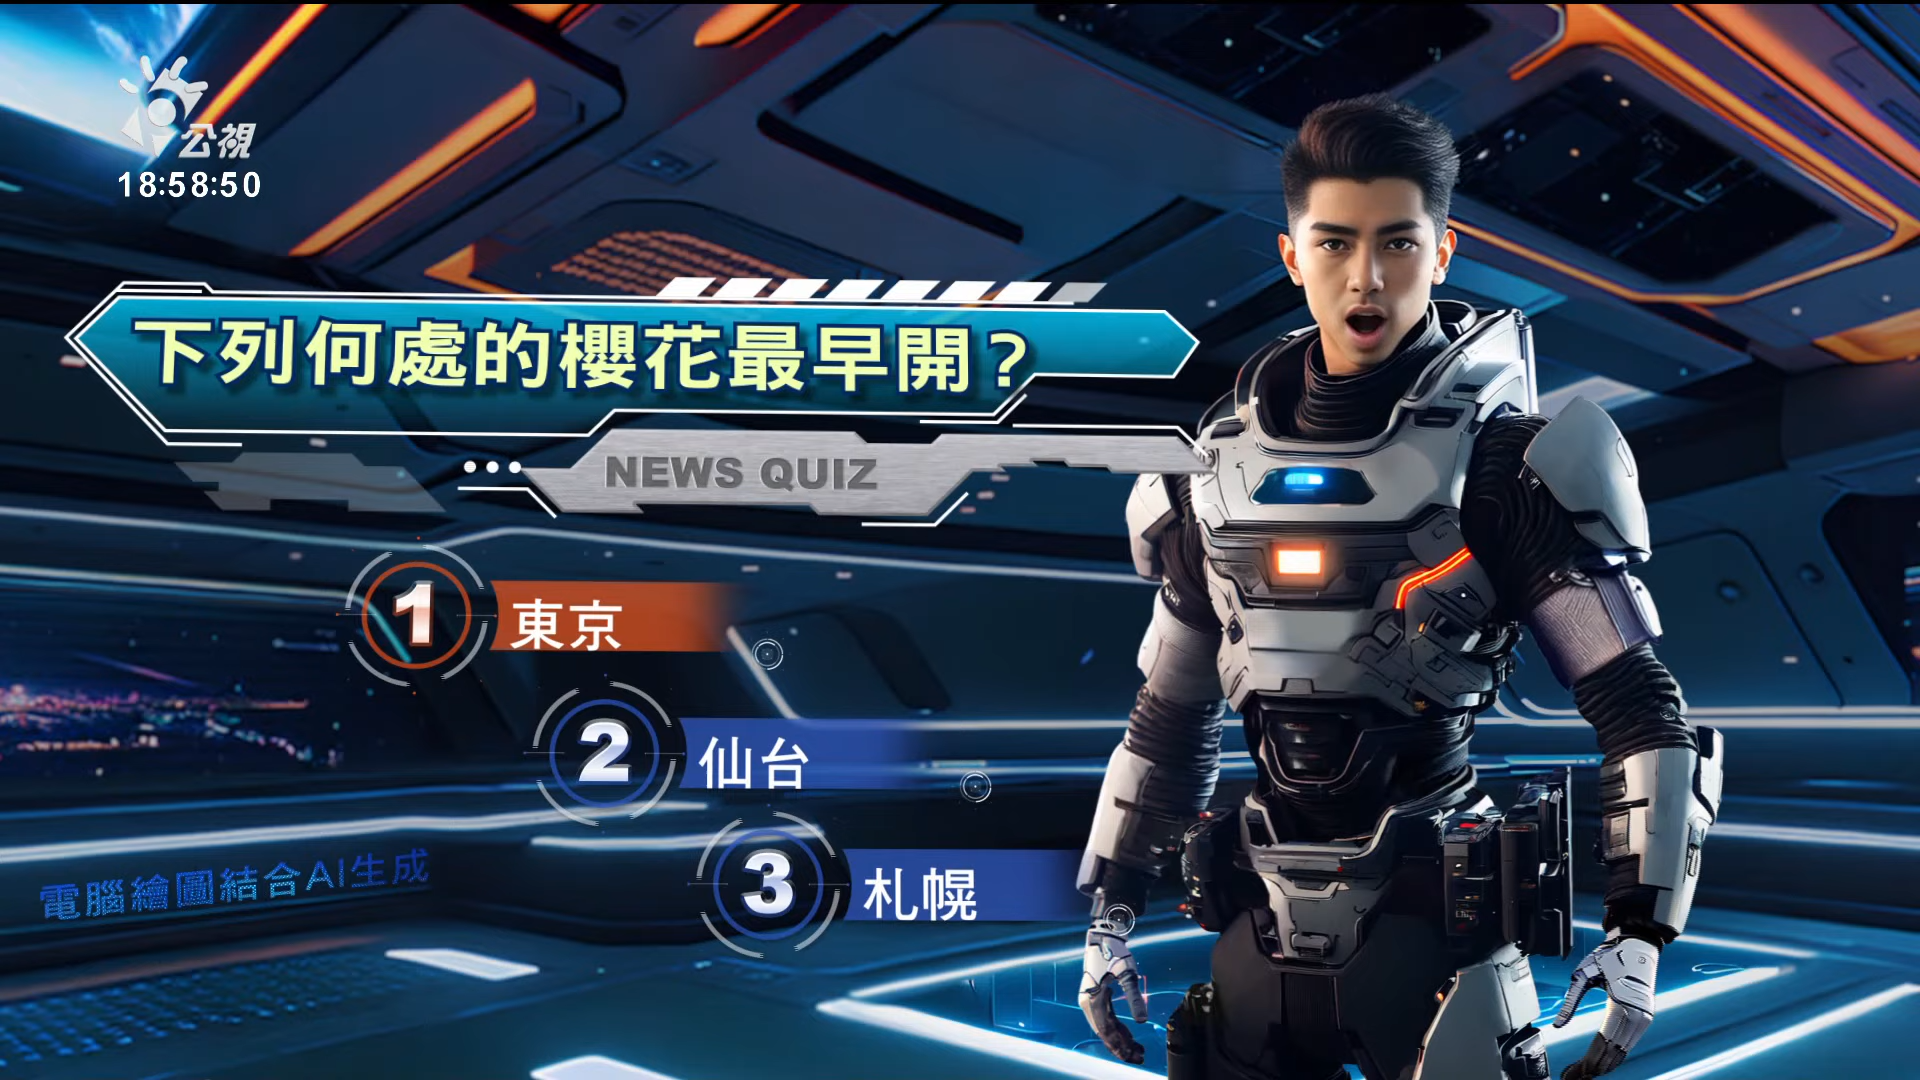 公視
18:58:50
下列何處的櫻花最早開？
NEWS QUIZ
1 東京
2 仙台
3 札幌
電腦繪圖結合AI生成